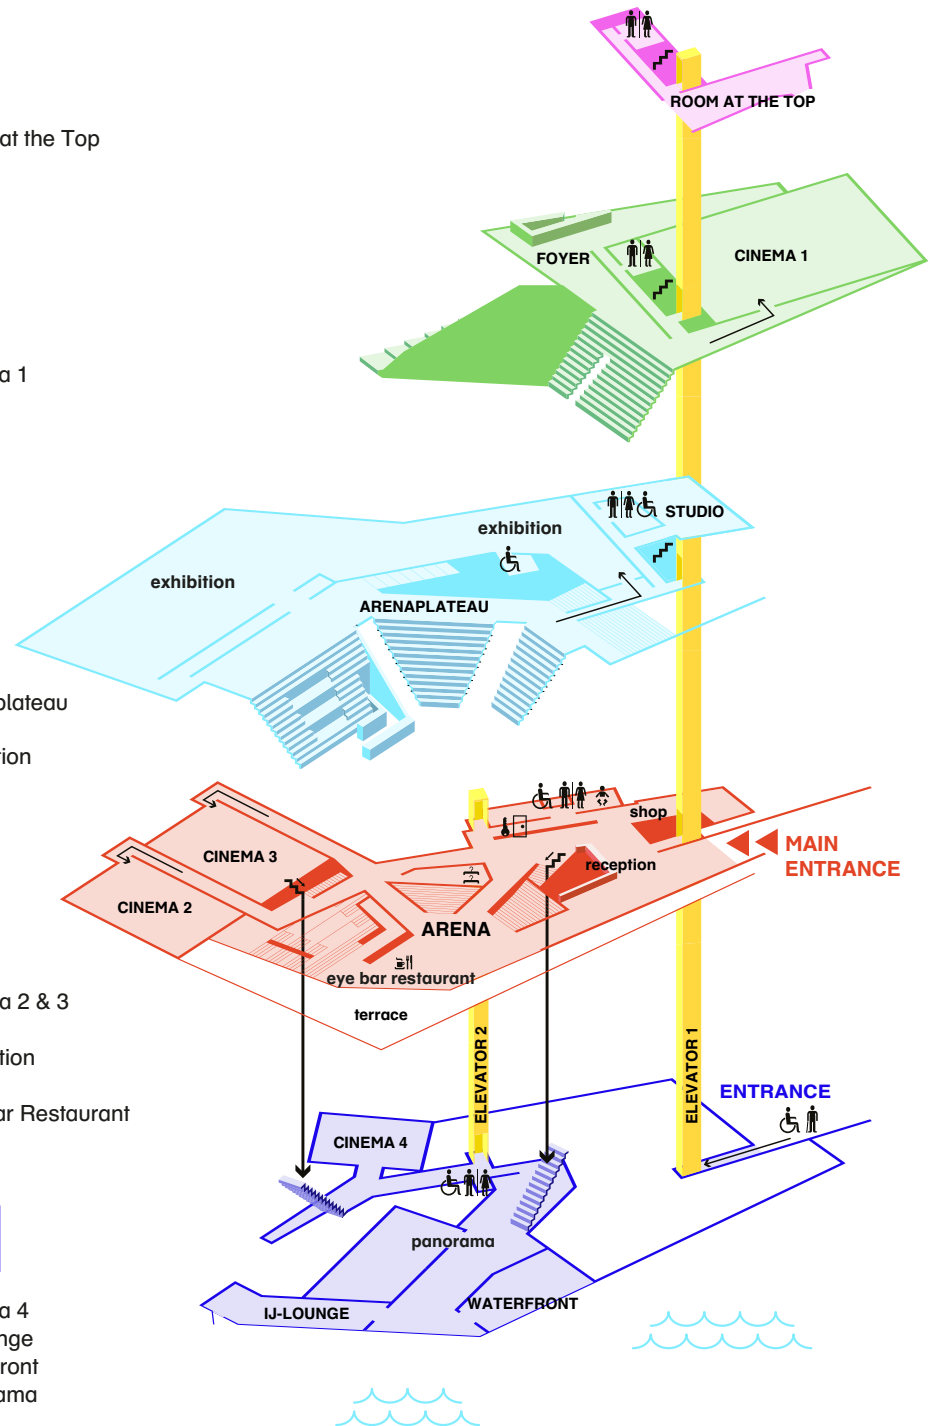 ROOM AT THE TOP
at the Top
FOYER
CINEMA 1
a 1
STUDIO
exhibition
exhibition
ARENAPLATEAU
plateau
tion
shop
MAIN
ENTRANCE
CINEMA 3
reception
CINEMA 2
ARENA
eye bar restaurant
a 2 & 3
terrace
tion
ELEVATOR 2
ELEVATOR 1
ENTRANCE
ar Restaurant
CINEMA 4
panorama
WATERFRONT
IJ-LOUNGE
a 4
nge
ront
ama